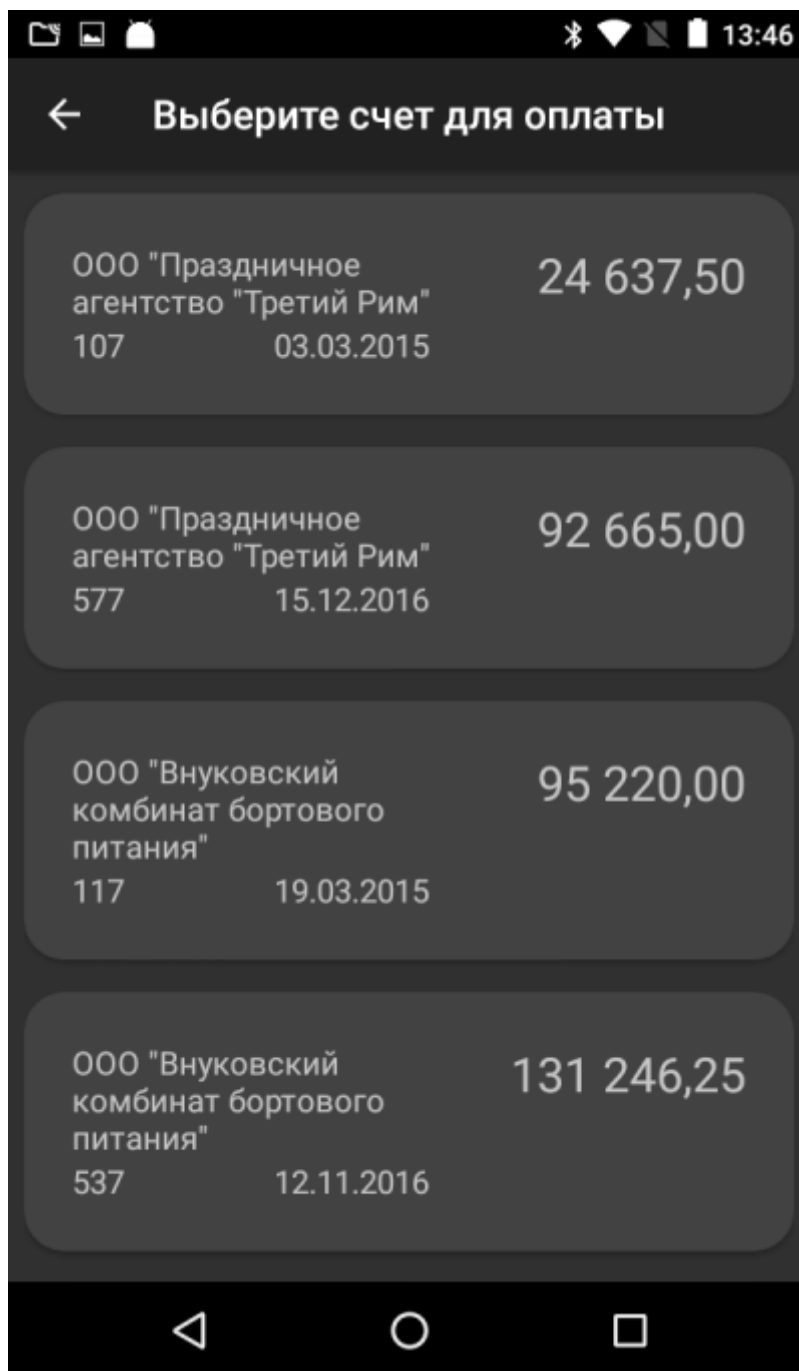 13:46
Выберите счет для оплаты
ООО "Праздничное
агентство "Третий Рим"
24 637,50
107 03.03.2015
ООО "Праздничное
агентство "Третий Рим"
92 665,00
577 15.12.2016
ООО "Внуковский
комбинат бортового
питания"
95 220,00
117 19.03.2015
ООО "Внуковский
комбинат бортового
питания"
131 246,25
537 12.11.2016